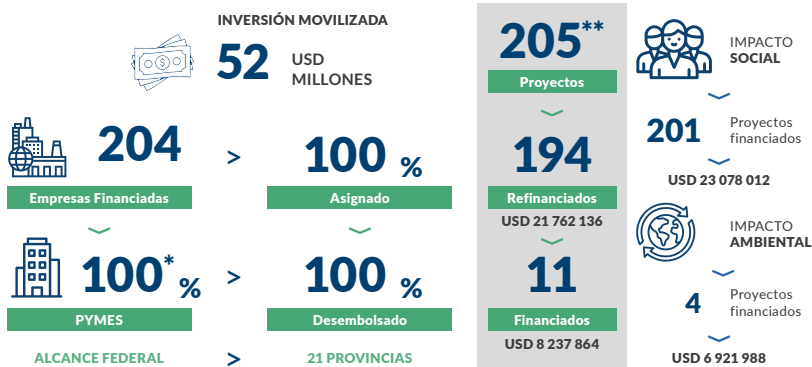 INVERSIÓN MOVILIZADA
52 USD
MILLONES
204 > 100 %
Empresas Financiadas Asignado
100* % > 100 %
PYMES Desembolsado
ALCANCE FEDERAL > 21 PROVINCIAS
205**
Proyectos
194
Refinanciados
USD 21 762 136
11
Financiados
USD 8 237 864
IMPACTO
SOCIAL
201 Proyectos
financiados
USD 23 078 012
IMPACTO
AMBIENTAL
4 Proyectos
financiados
USD 6 921 988